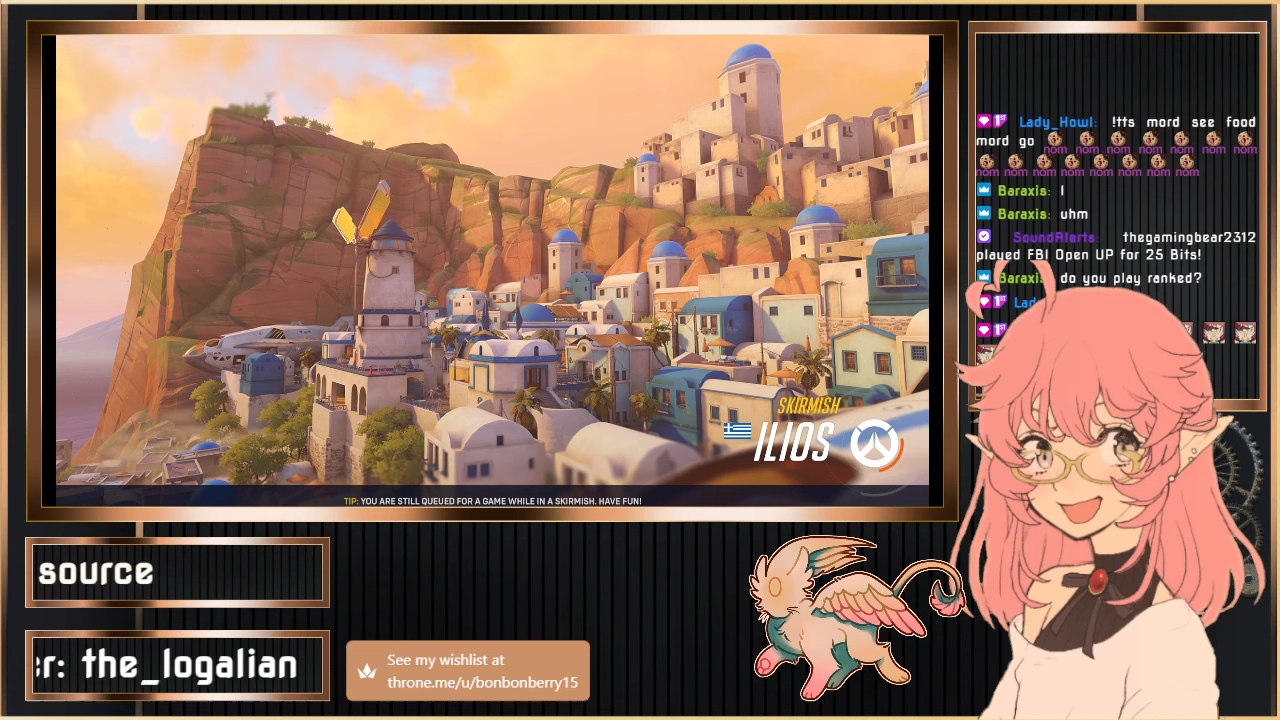 Lady_Howl: !tts mord see food
mord go
nom nom nom nom nom nom nom
nom nom nom nom nom nom nom nom
Baraxis: I
Baraxis: uhm
SoundAlerts: thegamingbear2312
played FBI Open UP for 25 Bits!
Baraxis: do you play ranked?
1ST Lad
1ST
SKIRMISH
ILIOS
TIP: YOU ARE STILL QUEUED FOR A GAME WHILE IN A SKIRMISH. HAVE FUN!
source
r: the_logalian
See my wishlist at
throne.me/u/bonbonberry15